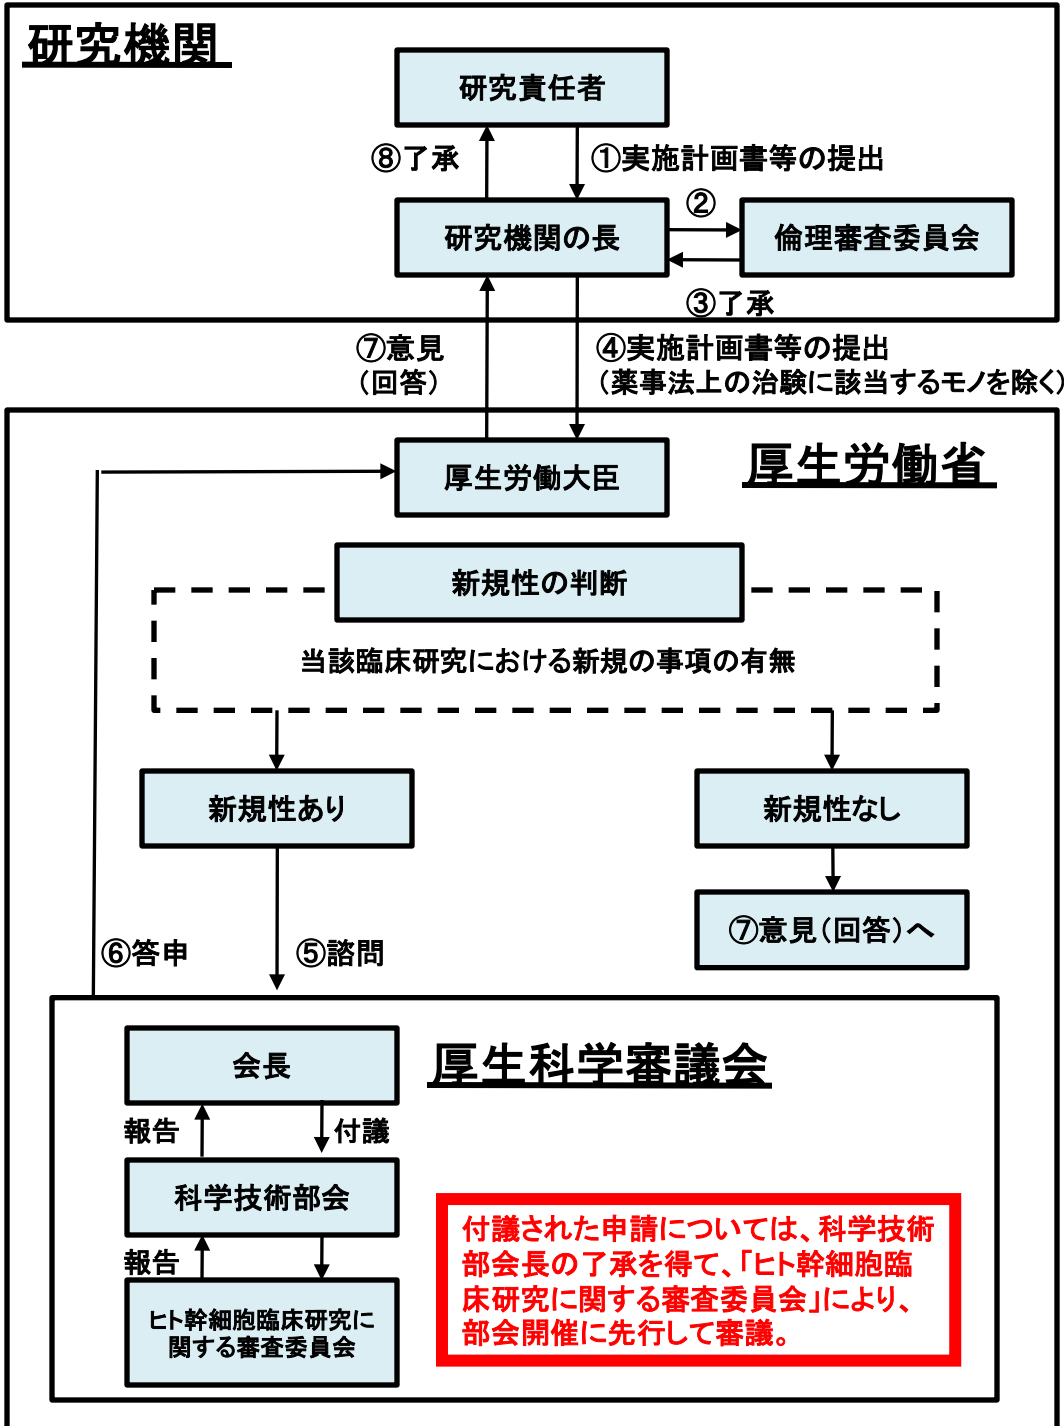 研究機関
研究責任者
⑧了承
①実施計画書等の提出
研究機関の長
②
倫理審査委員会
③了承
⑦意見
(回答)
④実施計画書等の提出
(薬事法上の治験に該当するモノを除く)
厚生労働省
厚生労働大臣
新規性の判断
当該臨床研究における新規の事項の有無
新規性あり
新規性なし
⑦意見(回答)へ
⑥答申
⑤諮問
厚生科学審議会
会長
報告
付議
科学技術部会
報告
ヒト幹細胞臨床研究に
関する審査委員会
付議された申請については、科学技術
部会長の了承を得て、「ヒト幹細胞臨
床研究に関する審査委員会」により、
部会開催に先行して審議。